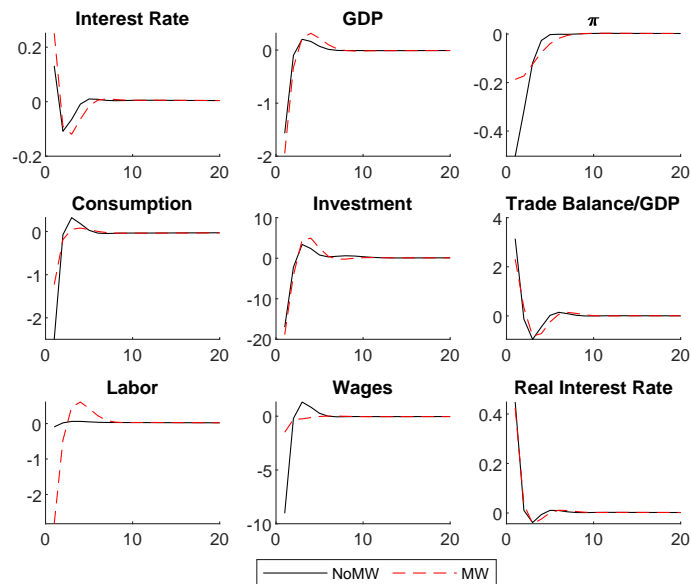 Interest Rate GDP π
0.2 0 -0.2 0 10 20
0 -1 -2 0 10 20
0 -0.2 -0.4 0 10 20
Consumption Investment Trade Balance/GDP
0 -1 -2 0 10 20
10 0 -10 -20 0 10 20
4 2 0 0 10 20
Labor Wages Real Interest Rate
0 -1 -2 0 10 20
0 -5 -10 0 10 20
0.4 0.2 0 0 10 20
NoMW MW